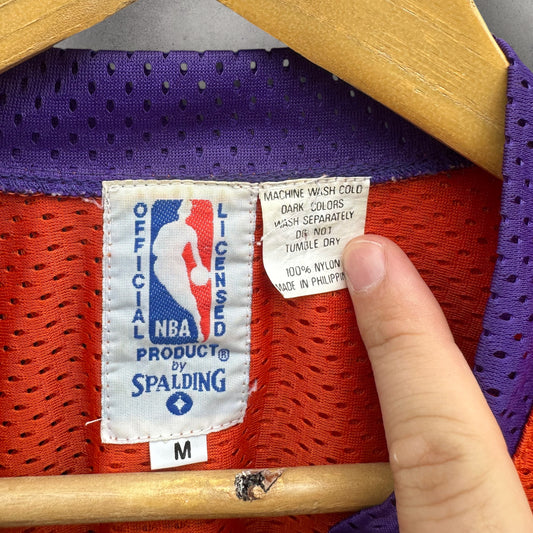 OFFICIAL
LICENSED
NBA
PRODUCT®
by
SPALDING
M
MACHINE WASH COLD
DARK COLORS
WASH SEPARATELY
DO NOT
TUMBLE DRY
100% NYLON
MADE IN PHILIPPIN